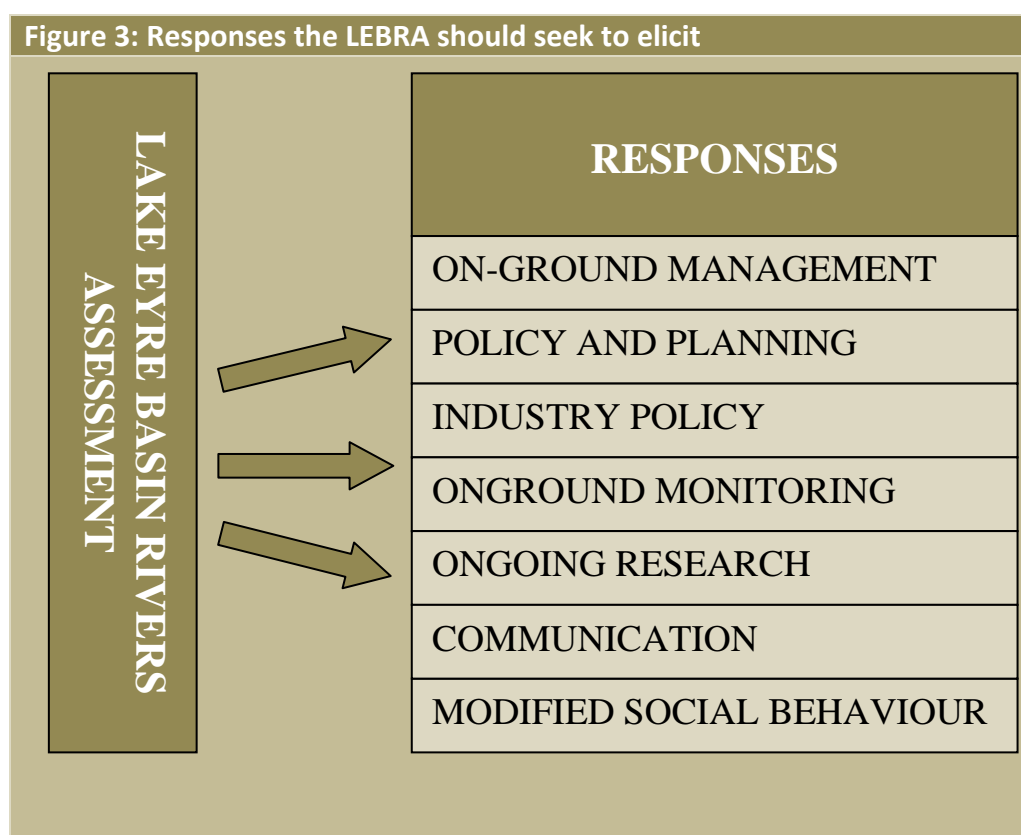 Figure 3: Responses the LEBRA should seek to elicit
LAKE EYRE BASIN RIVERS
ASSESSMENT
RESPONSES
ON-GROUND MANAGEMENT
POLICY AND PLANNING
INDUSTRY POLICY
ONGROUND MONITORING
ONGOING RESEARCH
COMMUNICATION
MODIFIED SOCIAL BEHAVIOUR